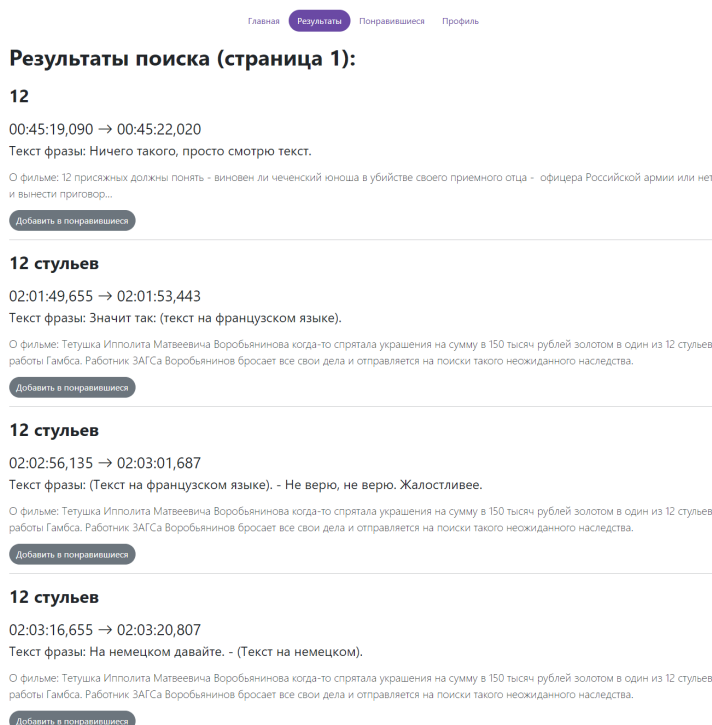 Главная Результаты Понравившиеся Профиль
Результаты поиска (страница 1):
12
00:45:19,090 → 00:45:22,020
Текст фразы: Ничего такого, просто смотрю текст.
О фильме: 12 присяжных должны понять - виновен ли чеченский юноша в убийстве своего приемного отца - офицера Российской армии или нет
и вынести приговор...
Добавить в понравившиеся
12 стульев
02:01:49,655 → 02:01:53,443
Текст фразы: Значит так: (текст на французском языке).
О фильме: Тетушка Ипполита Матвеевича Воробьянинова когда-то спрятала украшения на сумму в 150 тысяч рублей золотом в один из 12 стульев
работы Гамбса. Работник ЗАГСа Воробьянинов бросает все свои дела и отправляется на поиски такого неожиданного наследства.
Добавить в понравившиеся
12 стульев
02:02:56,135 → 02:03:01,687
Текст фразы: (Текст на французском языке). - Не верю, не верю. Жалостливее.
О фильме: Тетушка Ипполита Матвеевича Воробьянинова когда-то спрятала украшения на сумму в 150 тысяч рублей золотом в один из 12 стульев
работы Гамбса. Работник ЗАГСа Воробьянинов бросает все свои дела и отправляется на поиски такого неожиданного наследства.
Добавить в понравившиеся
12 стульев
02:03:16,655 → 02:03:20,807
Текст фразы: На немецком давайте. - (Текст на немецком).
О фильме: Тетушка Ипполита Матвеевича Воробьянинова когда-то спрятала украшения на сумму в 150 тысяч рублей золотом в один из 12 стульев
работы Гамбса. Работник ЗАГСа Воробьянинов бросает все свои дела и отправляется на поиски такого неожиданного наследства.
Добавить в понравившиеся